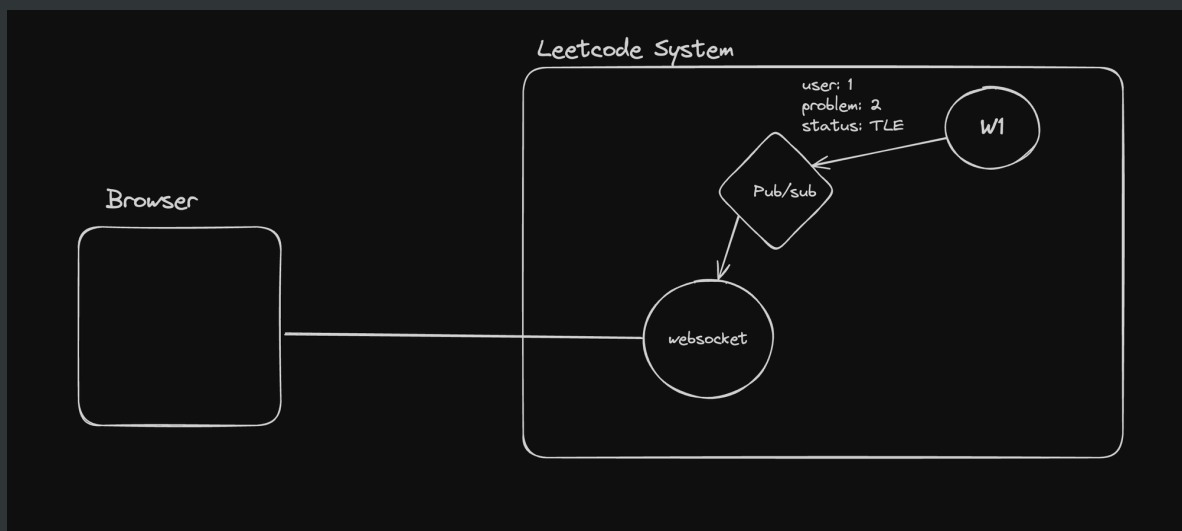 Leetcode System
user: 1
problem: 2
status: TLE
W1
Pub/sub
Browser
websocket